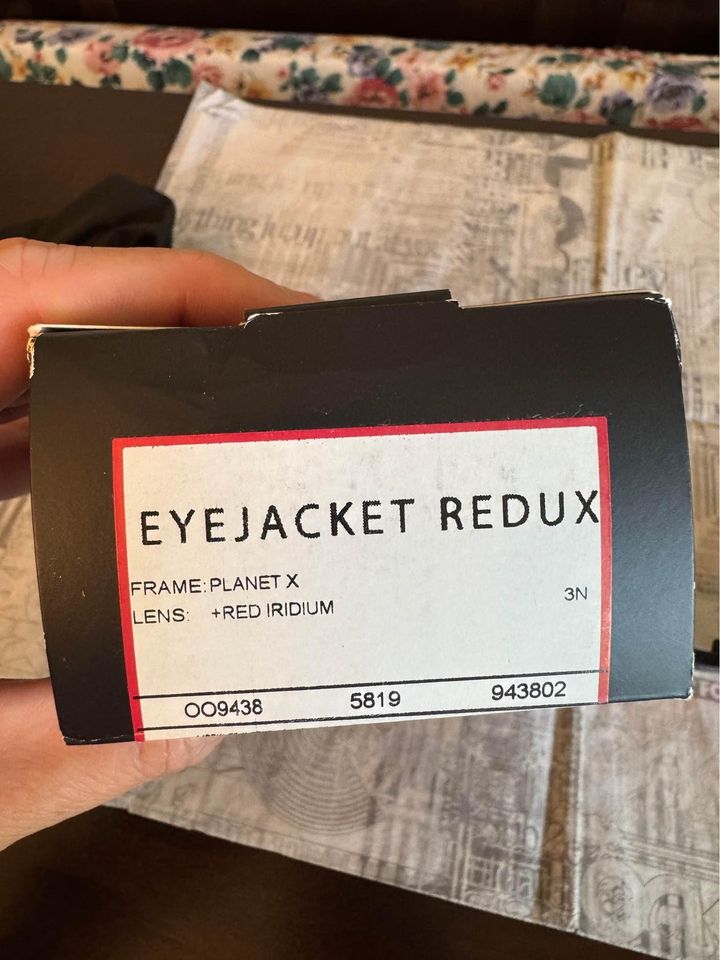 EYEJACKET REDUX
FRAME: PLANET X
3N
LENS: +RED IRIDIUM
OO9438 5819 943802